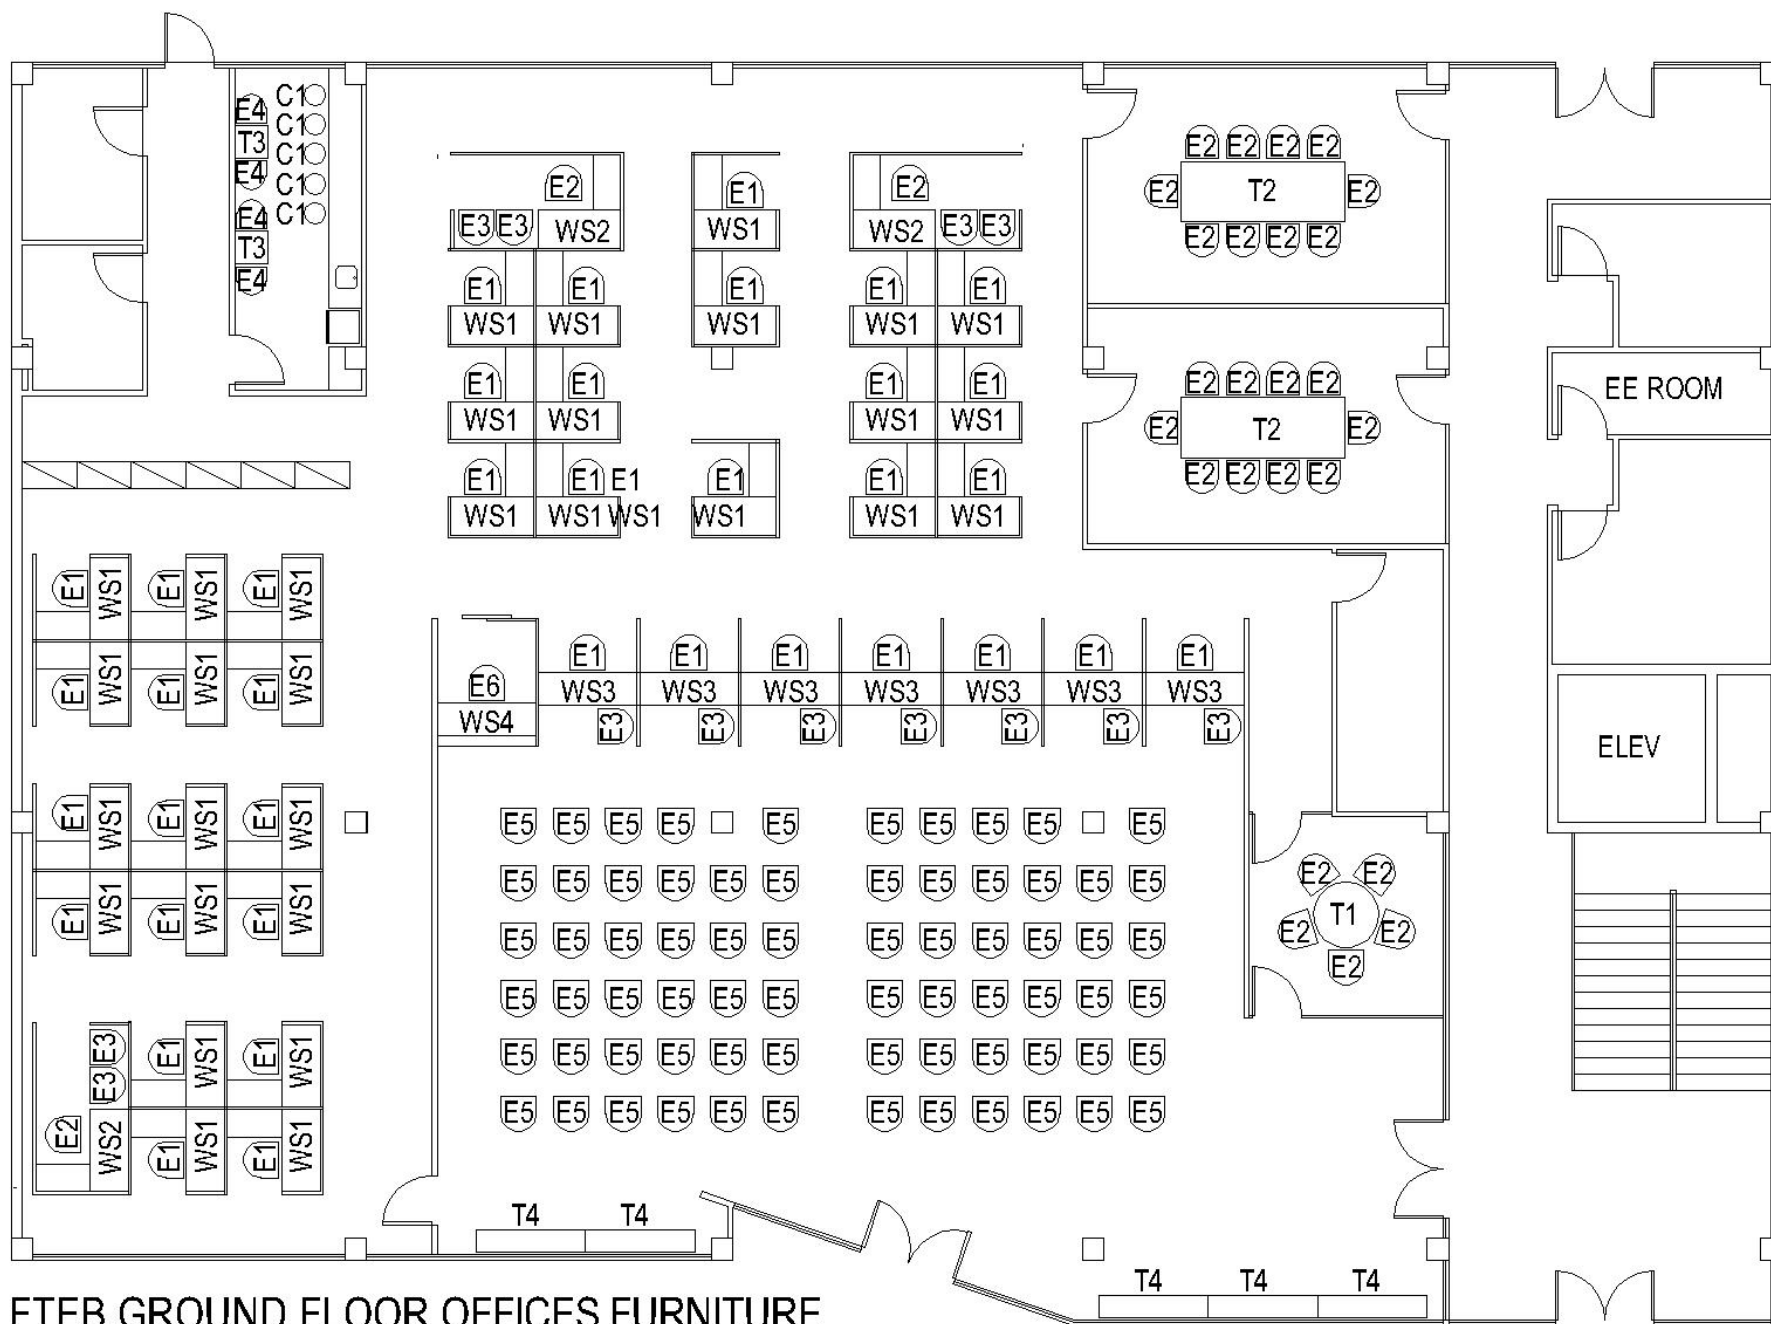 C1
E4 C1
T3 C1
E4 C1
E4 C1
T3
E4
E2 E1 E2
E3 E3 WS2 WS1 WS2 E3 E3
E1 E1 E1 E1 E1
WS1 WS1 WS1 WS1 WS1
E1 E1 E1 E1
WS1 WS1 WS1 WS1
E1 E1 E1 E1 E1 E1
WS1 WS1 WS1 WS1 WS1 WS1
E2 E2 E2 E2
E2 T2 E2
E2 E2 E2 E2
E2 E2 E2 E2
E2 T2 E2
E2 E2 E2 E2
EE ROOM
ELEV
E1 WS1 E1 WS1 E1 WS1
E1 WS1 E1 WS1 E1 WS1
E1 WS1 E1 WS1 E1 WS1
E1 WS1 E1 WS1 E1 WS1
E3 E1 WS1 E1 WS1
E3
E2 WS2 E1 WS1 E1 WS1
E1 E1 E1 E1 E1 E1 E1
E6 WS3 WS3 WS3 WS3 WS3 WS3 WS3
WS4 E3 E3 E3 E3 E3 E3 E3
E5 E5 E5 E5 E5 E5 E5 E5 E5 E5
E5 E5 E5 E5 E5 E5 E5 E5 E5 E5 E5 E5
E5 E5 E5 E5 E5 E5 E5 E5 E5 E5 E5 E5
E5 E5 E5 E5 E5 E5 E5 E5 E5 E5 E5 E5
E5 E5 E5 E5 E5 E5 E5 E5 E5 E5 E5 E5
E5 E5 E5 E5 E5 E5 E5 E5 E5 E5 E5 E5
E2 E2
T1
E2 E2
E2
T4 T4
T4 T4 T4
ETEB GROUND FLOOR OFFICES FURNITURE